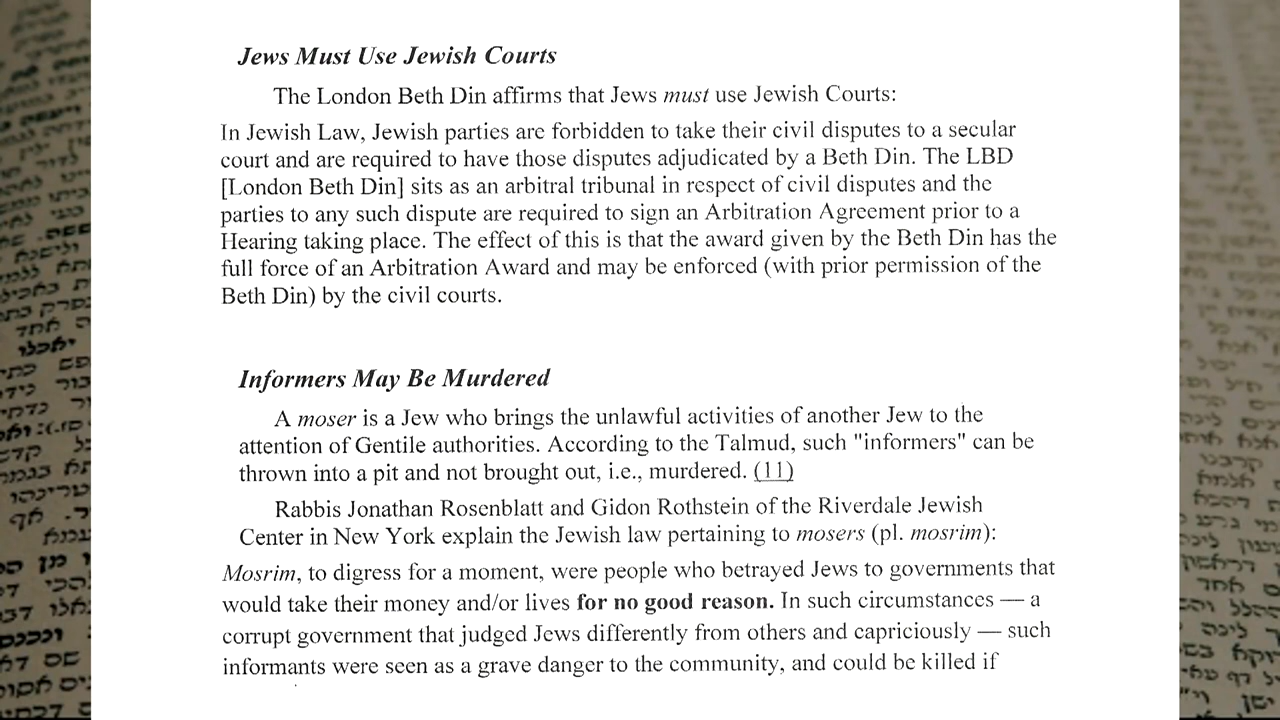 Jews Must Use Jewish Courts
The London Beth Din affirms that Jews must use Jewish Courts:
In Jewish Law, Jewish parties are forbidden to take their civil disputes to a secular
court and are required to have those disputes adjudicated by a Beth Din. The LBD
[London Beth Din] sits as an arbitral tribunal in respect of civil disputes and the
parties to any such dispute are required to sign an Arbitration Agreement prior to a
Hearing taking place. The effect of this is that the award given by the Beth Din has the
full force of an Arbitration Award and may be enforced (with prior permission of the
Beth Din) by the civil courts.
Informers May Be Murdered
A moser is a Jew who brings the unlawful activities of another Jew to the
attention of Gentile authorities. According to the Talmud, such "informers" can be
thrown into a pit and not brought out, i.e., murdered. (11)
Rabbis Jonathan Rosenblatt and Gidon Rothstein of the Riverdale Jewish
Center in New York explain the Jewish law pertaining to mosers (pl. mosrim):
Mosrim, to digress for a moment, were people who betrayed Jews to governments that
would take their money and/or lives for no good reason. In such circumstances — a
corrupt government that judged Jews differently from others and capriciously — such
informants were seen as a grave danger to the community, and could be killed if